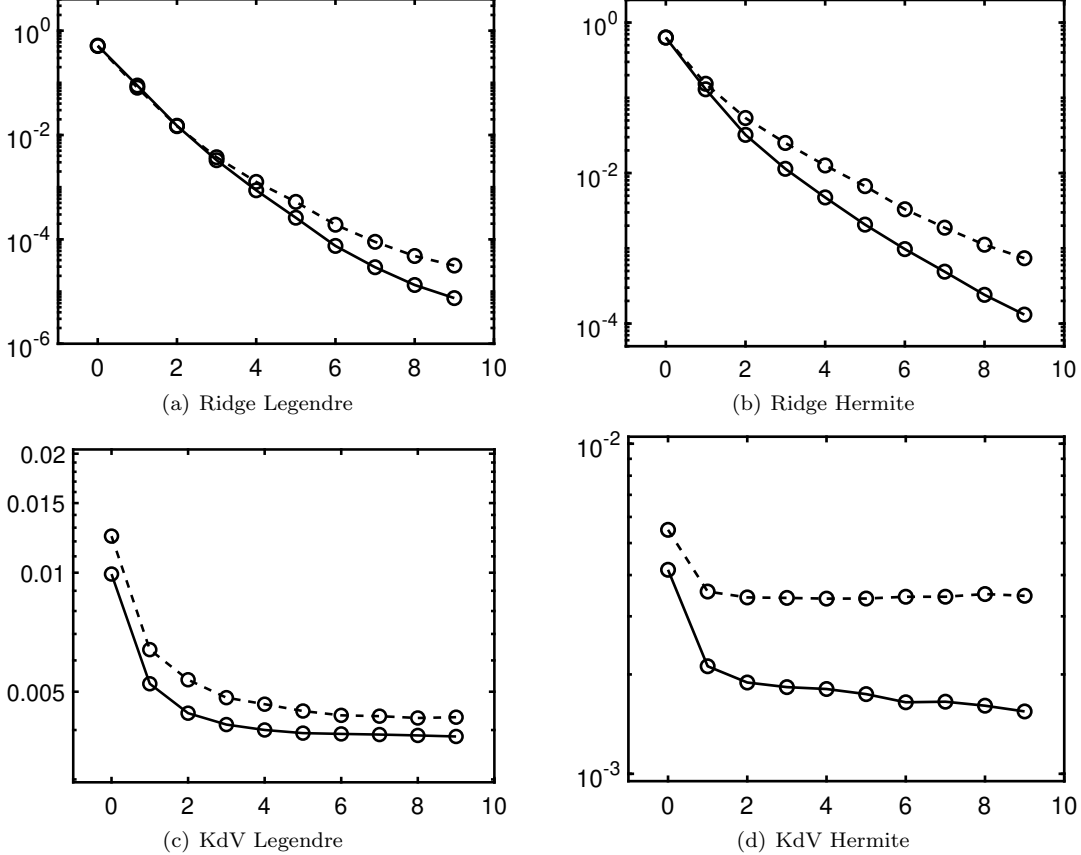 10^0
10^-2
10^-4
10^-6
0 2 4 6 8 10
(a) Ridge Legendre
10^0
10^-2
10^-4
0 2 4 6 8 10
(b) Ridge Hermite
0.02
0.015
0.01
0.005
0 2 4 6 8 10
(c) KdV Legendre
10^-2
10^-3
0 2 4 6 8 10
(d) KdV Hermite